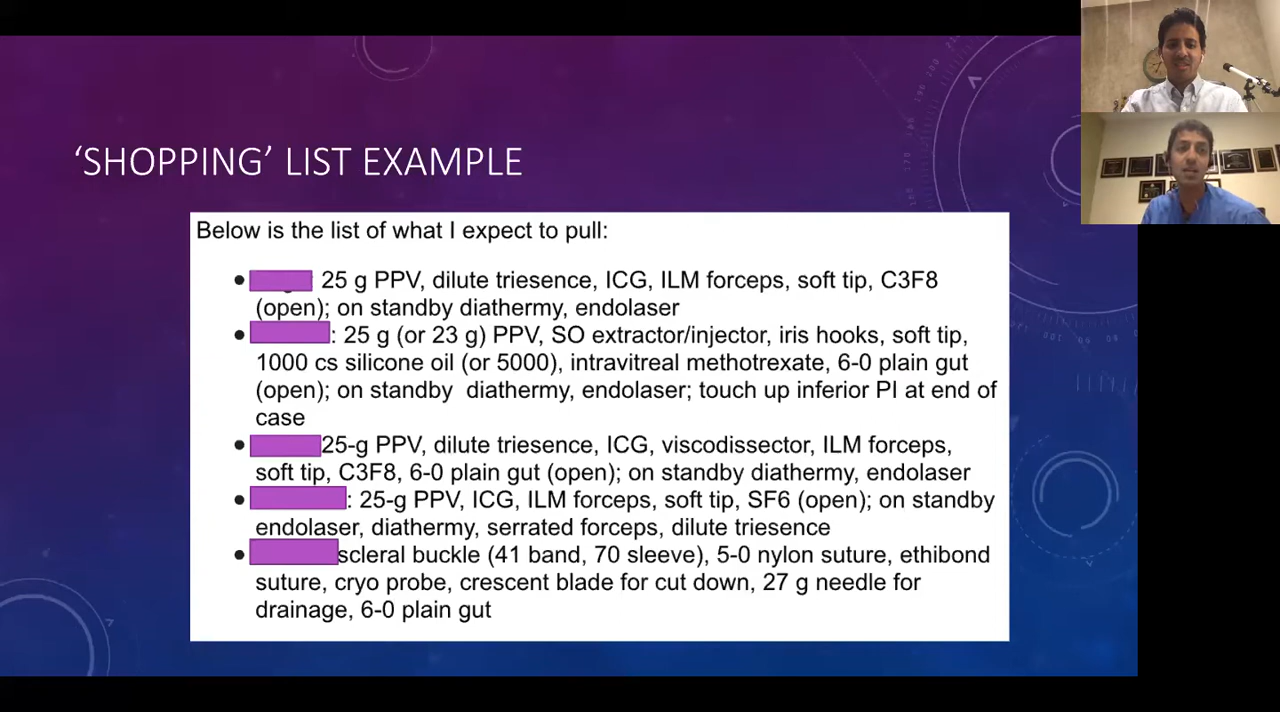 ‘SHOPPING’ LIST EXAMPLE
Below is the list of what I expect to pull:
25 g PPV, dilute triesence, ICG, ILM forceps, soft tip, C3F8
(open); on standby diathermy, endolaser
: 25 g (or 23 g) PPV, SO extractor/injector, iris hooks, soft tip,
1000 cs silicone oil (or 5000), intravitreal methotrexate, 6-0 plain gut
(open); on standby diathermy, endolaser; touch up inferior PI at end of
case
25-g PPV, dilute triesence, ICG, viscodissector, ILM forceps,
soft tip, C3F8, 6-0 plain gut (open); on standby diathermy, endolaser
: 25-g PPV, ICG, ILM forceps, soft tip, SF6 (open); on standby
endolaser, diathermy, serrated forceps, dilute triesence
scleral buckle (41 band, 70 sleeve), 5-0 nylon suture, ethibond
suture, cryo probe, crescent blade for cut down, 27 g needle for
drainage, 6-0 plain gut